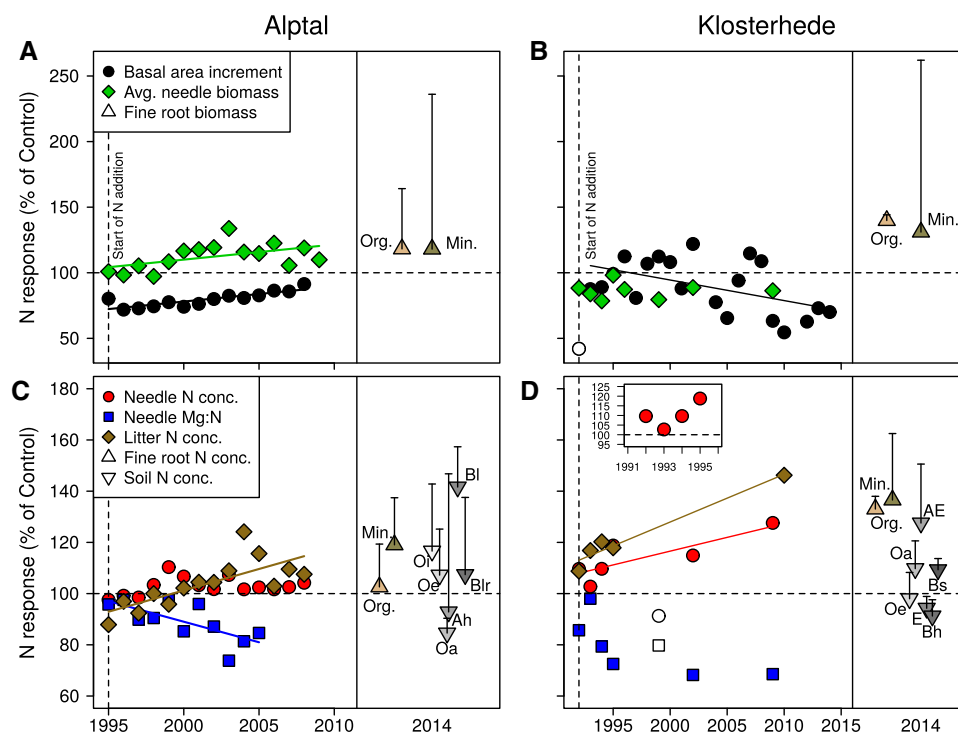 Alptal
Klosterhede
A
B
N response (% of Control)
250
200
150
100
50
Basal area increment
Avg. needle biomass
Fine root biomass
Start of N addition
Org.
Min.
Start of N addition
Org.
Min.
C
D
N response (% of Control)
180
160
140
120
100
80
60
Needle N conc.
Needle Mg:N
Litter N conc.
Fine root N conc.
Soil N conc.
Min.
Org.
Oi
Oe
Bl
Blr
Ah
Oa
125
120
115
110
105
100
95
1991 1993 1995
Min.
Org.
AE
Oa
Bs
Oe
E
Bh
1995 2000 2005 2010 2014
1995 2000 2005 2010 2015 2014